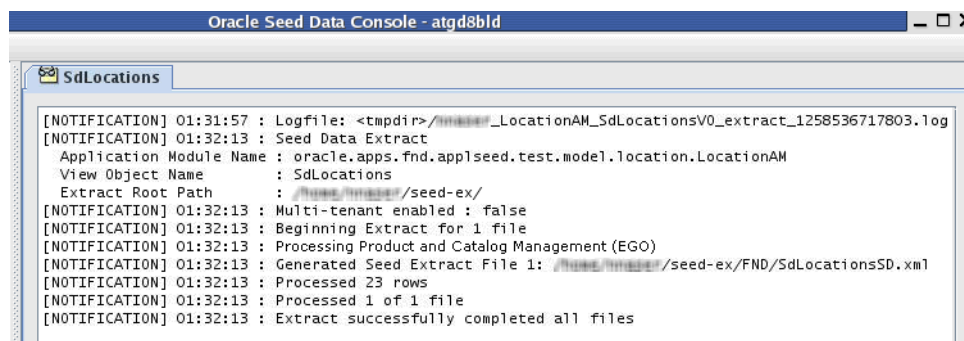 Oracle Seed Data Console - atgd8bld
SdLocations
[NOTIFICATION] 01:31:57 : Logfile: <tmpdir>/_LocationAM_SdLocationsVO_extract_1258536717803.log
[NOTIFICATION] 01:32:13 : Seed Data Extract
Application Module Name : oracle.apps.fnd.applseed.test.model.location.LocationAM
View Object Name : SdLocations
Extract Root Path : /seed-ex/
[NOTIFICATION] 01:32:13 : Multi-tenant enabled : false
[NOTIFICATION] 01:32:13 : Beginning Extract for 1 file
[NOTIFICATION] 01:32:13 : Processing Product and Catalog Management (EGO)
[NOTIFICATION] 01:32:13 : Generated Seed Extract File 1: /seed-ex/FND/SdLocationsSD.xml
[NOTIFICATION] 01:32:13 : Processed 23 rows
[NOTIFICATION] 01:32:13 : Processed 1 of 1 file
[NOTIFICATION] 01:32:13 : Extract successfully completed all files